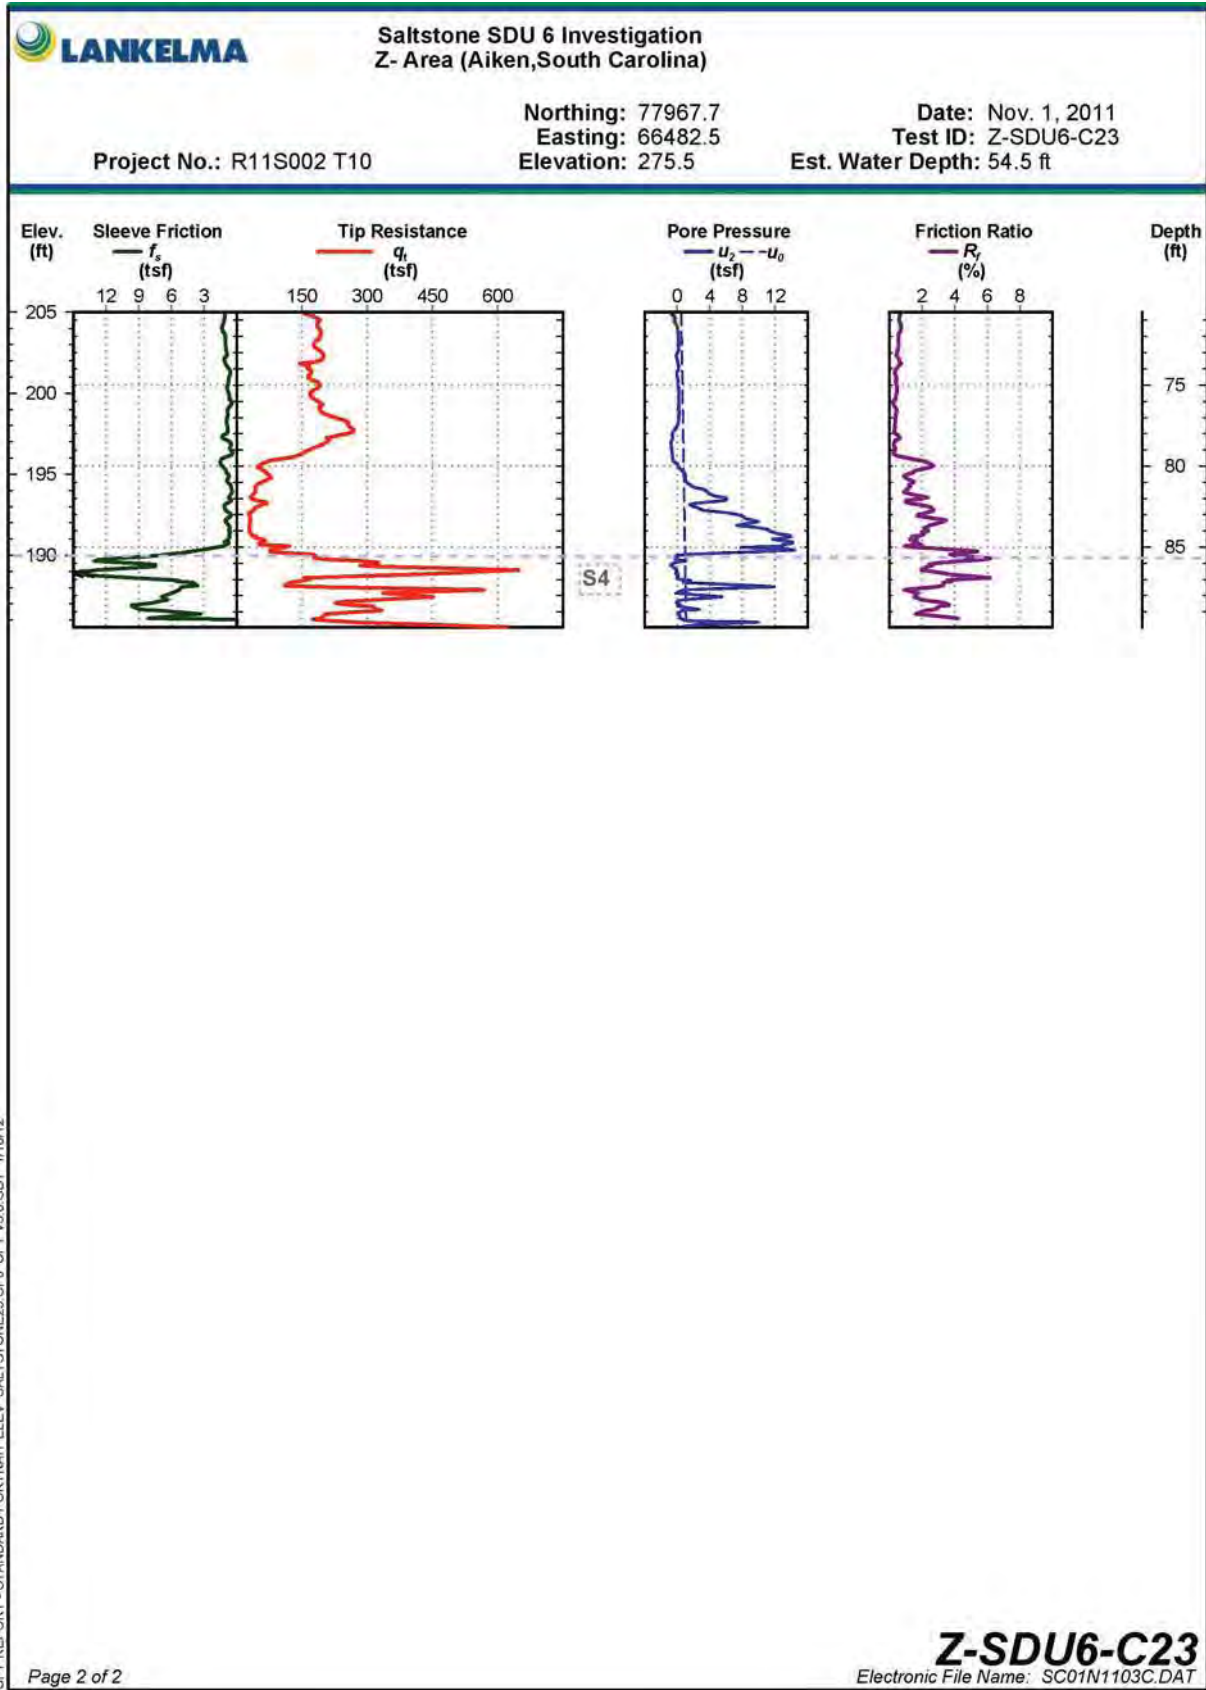 LANKELMA
Saltstone SDU 6 Investigation
Z- Area (Aiken,South Carolina)
Northing: 77967.7
Date: Nov. 1, 2011
Easting: 66482.5
Test ID: Z-SDU6-C23
Project No.: R11S002 T10
Elevation: 275.5
Est. Water Depth: 54.5 ft
Elev. (ft)
Sleeve Friction
fs
(tsf)
12 9 6 3
Tip Resistance
qt
(tsf)
150 300 450 600
Pore Pressure
u2 u0
(tsf)
0 4 8 12
Friction Ratio
Rf
(%)
2 4 6 8
Depth (ft)
205
200
195
190
75
80
85
S4
Z-SDU6-C23
Page 2 of 2
Electronic File Name: SC01N1103C.DAT